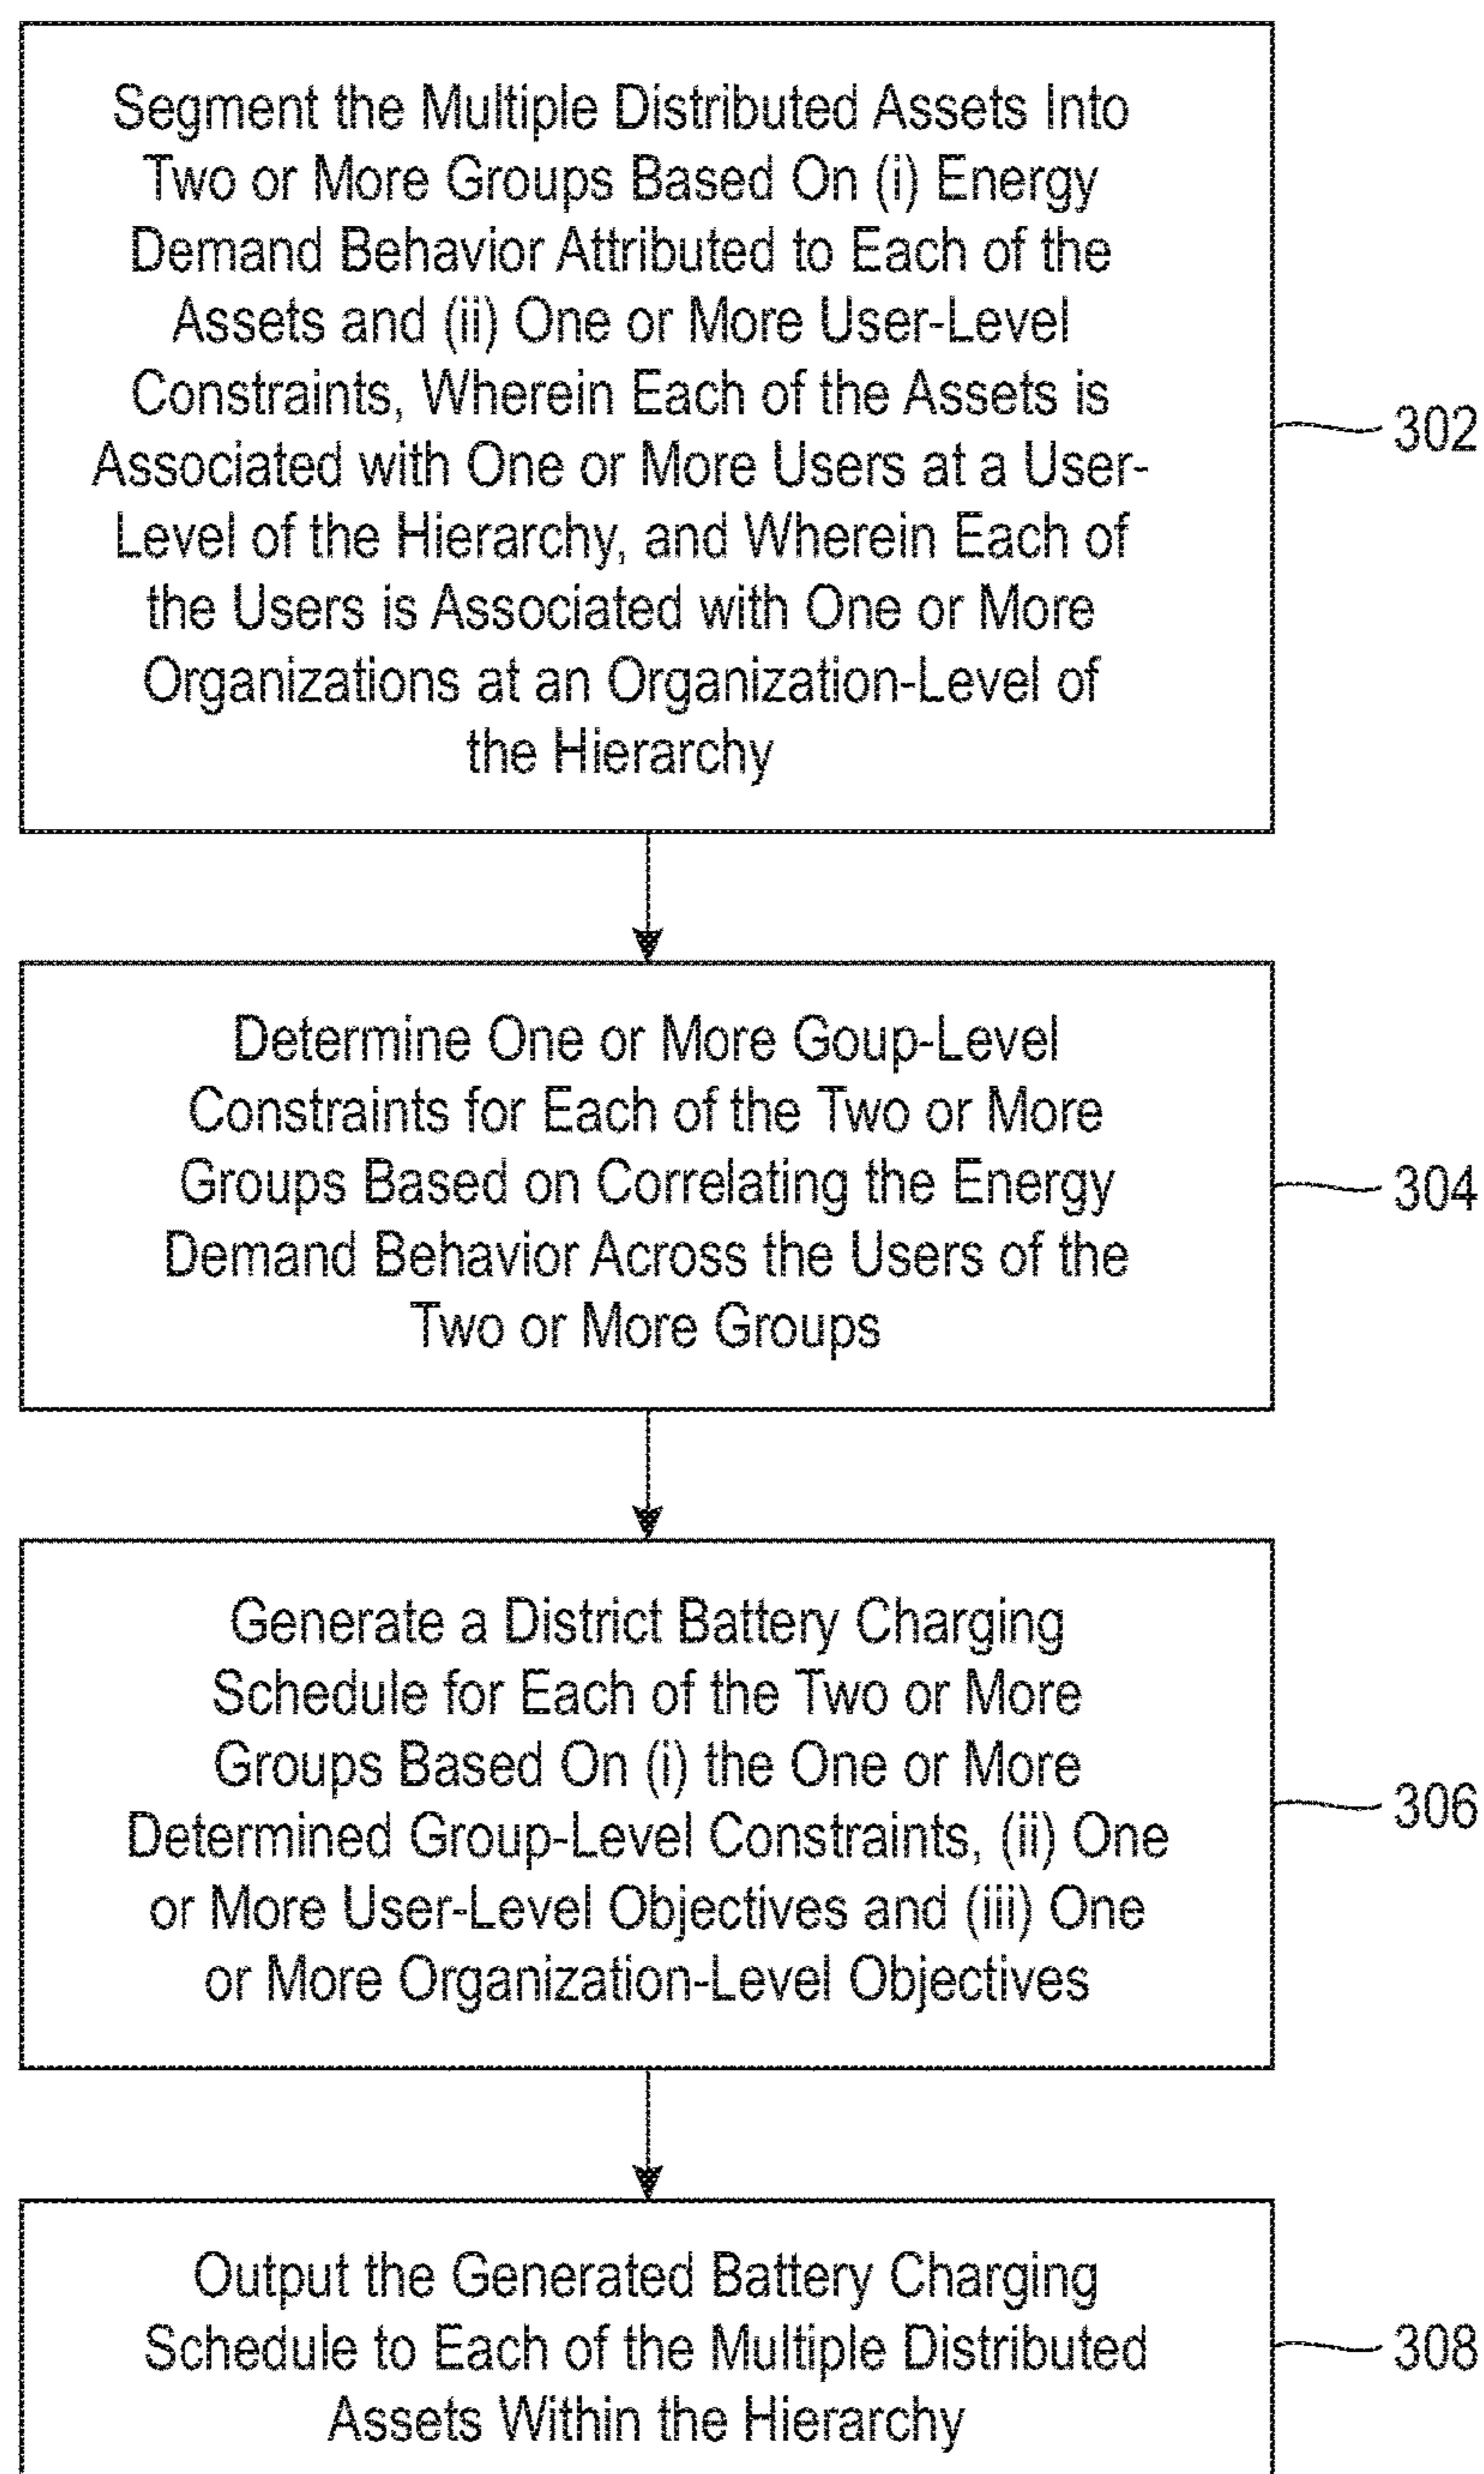 Segment the Multiple Distributed Assets Into
Two or More Groups Based On (i) Energy
Demand Behavior Attributed to Each of the
Assets and (ii) One or More User-Level
Constraints, Wherein Each of the Assets is
Associated with One or More Users at a User-
Level of the Hierarchy, and Wherein Each of
the Users is Associated with One or More
Organizations at an Organization-Level of
the Hierarchy
302
Determine One or More Goup-Level
Constraints for Each of the Two or More
Groups Based on Correlating the Energy
Demand Behavior Across the Users of the
Two or More Groups
304
Generate a District Battery Charging
Schedule for Each of the Two or More
Groups Based On (i) the One or More
Determined Group-Level Constraints, (ii) One
or More User-Level Objectives and (iii) One
or More Organization-Level Objectives
306
Output the Generated Battery Charging
Schedule to Each of the Multiple Distributed
Assets Within the Hierarchy
308